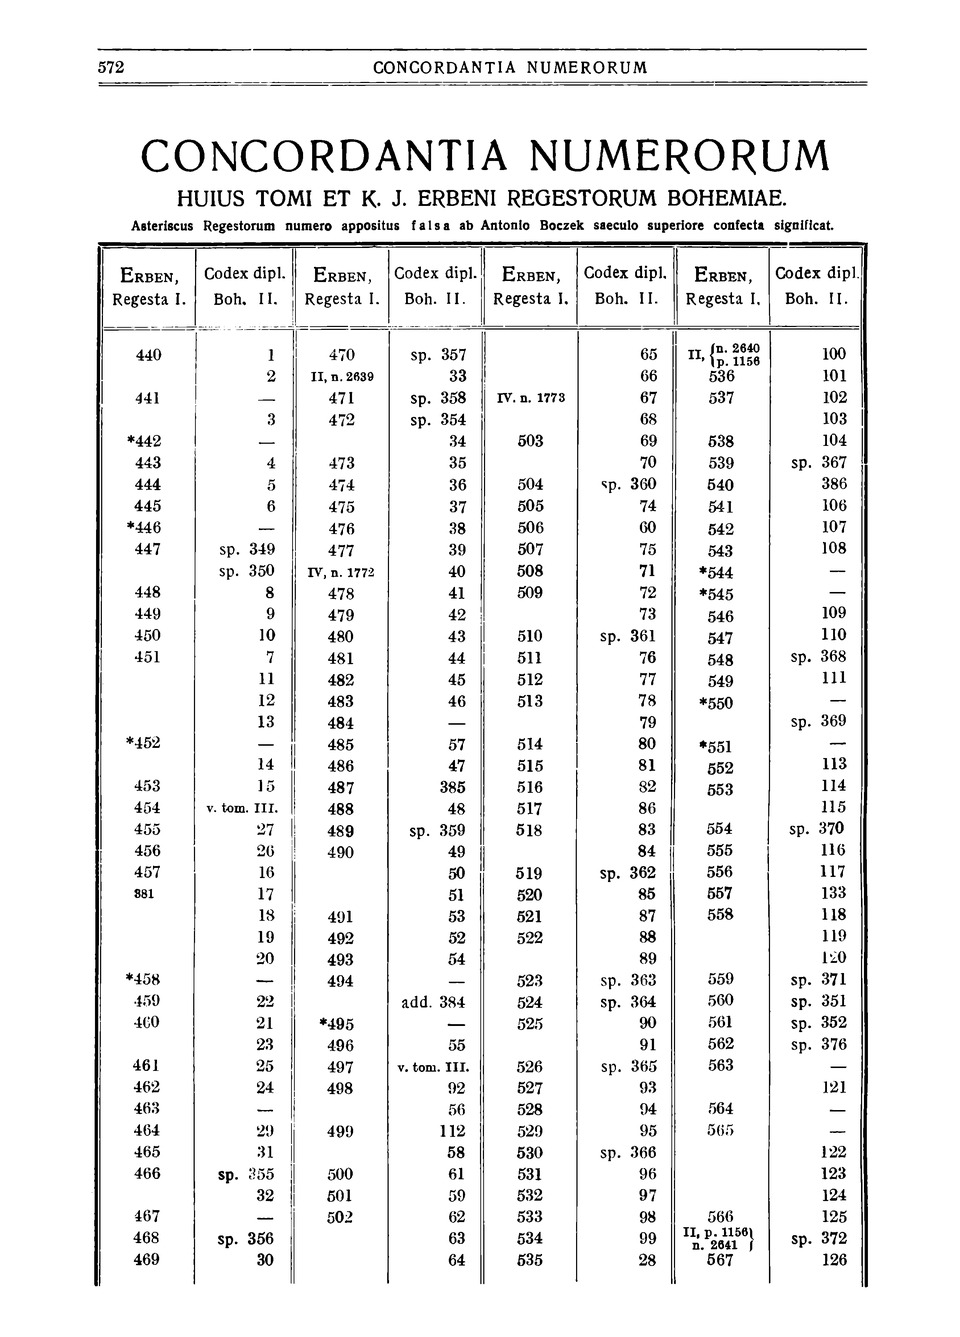 572 CONCORDANTIA NUMERORUM
CONCORDANTIA NUMERORUM
HUIUS TOMI ET K. J. ERBENI REGESTORUM BOHEMIAE.
Asteriscus Regestorum numero appositus falsa ab Antonio Boczek saeculo superiore confecta significat.
ERBEN, Codex dipl. ERBEN, Codex dipl. ERBEN, Codex dipl. ERBEN, Codex dipl.
Regesta I. Boh. II. Regesta I. Boh. II. Regesta I. Boh. II. Regesta I. Boh. II.
440 1 470 sp. 357 65 II, {n. 2640 p. 1156 100
2 II, n. 2639 33 66 536 101
441 — 471 sp. 358 IV. n. 1773 67 537 102
3 472 sp. 354 68 103
*442 — 34 503 69 538 104
443 4 473 35 70 539 sp. 367
444 5 474 36 504 sp. 360 540 386
445 6 475 37 505 74 541 106
*446 — 476 38 506 60 542 107
447 sp. 349 477 39 507 75 543 108
sp. 350 IV, n. 1772 40 508 71 *544 —
448 8 478 41 509 72 *545 —
449 9 479 42 73 546 109
450 10 480 43 510 sp. 361 547 110
451 7 481 44 511 76 548 sp. 368
11 482 45 512 77 549 111
12 483 46 513 78 *550 —
13 484 — 79 sp. 369
*452 — 485 57 514 80 *551 —
14 486 47 515 81 552 113
453 15 487 385 516 82 553 114
454 v. tom. III. 488 48 517 86 115
455 27 489 sp. 359 518 83 554 sp. 370
456 26 490 49 84 555 116
457 16 50 519 sp. 362 556 117
881 17 51 520 85 557 133
18 491 53 521 87 558 118
19 492 52 522 88 119
20 493 54 89 120
*458 — 494 — 523 sp. 363 559 sp. 371
459 22 add. 384 524 sp. 364 560 sp. 351
460 21 *495 — 525 90 561 sp. 352
23 496 55 91 562 sp. 376
461 25 497 v. tom. III. 526 sp. 365 563 —
462 24 498 92 527 93 121
463 — 56 528 94 564 —
464 29 499 112 529 95 565 —
465 31 58 530 sp. 366 122
466 sp. 355 500 61 531 96 123
32 501 59 532 97 124
467 — 502 62 533 98 566 125
468 sp. 356 63 534 99 II, p. 1156 n. 2641 } sp. 372
469 30 64 535 28 567 126